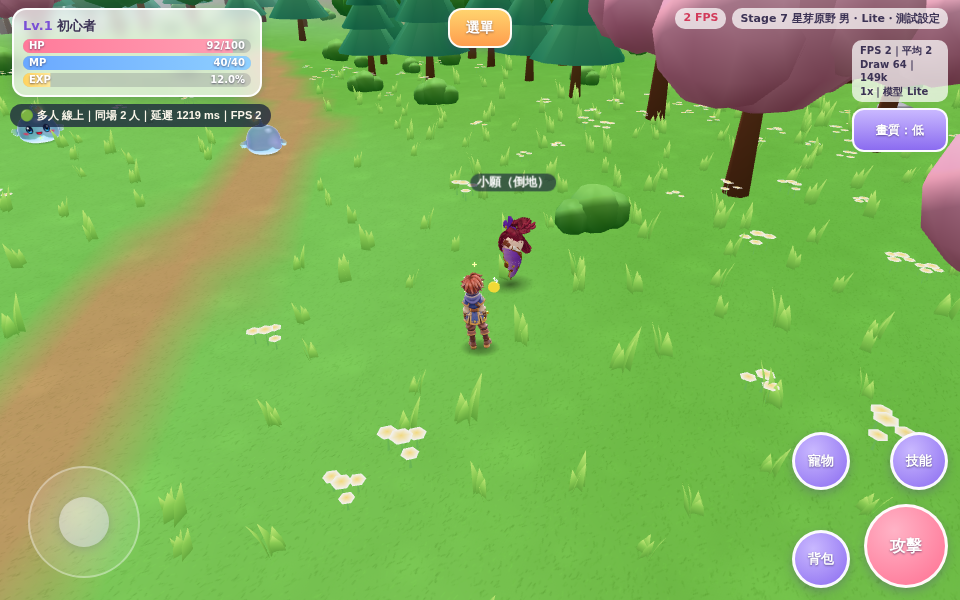 Lv.1 初心者
HP 92/100
MP 40/40
EXP 12.0%
多人 線上｜同場 2 人｜延遲 1219 ms｜FPS 2
選單
2 FPS
Stage 7 星芽原野 男・Lite・測試設定
FPS 2｜平均 2
Draw 64｜
149k
1x｜模型 Lite
畫質：低
小願（倒地）
寵物
技能
背包
攻擊